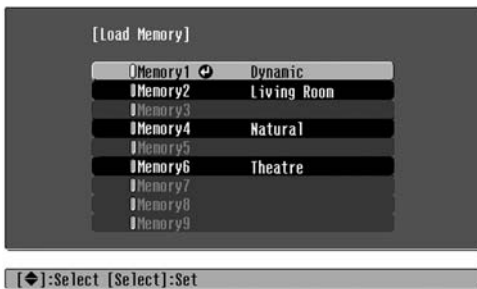 [Load Memory]
Memory1 Dynamic
Memory2 Living Room
Memory3
Memory4 Natural
Memory5
Memory6 Theatre
Memory7
Memory8
Memory9
[◆]:Select [Select]:Set